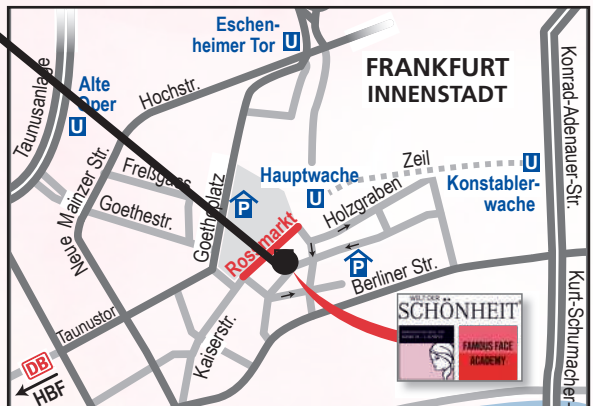 Eschen-
heimer Tor U
FRANKFURT
INNENSTADT
Alte
Oper
U
Hochstr.
Taunusanlage
Konrad-Adenauer-Str.
Neue Mainzer Str.
Freßgass
Goethestr.
Goetheplatz
P
Hauptwache
U
Zeil
U
Konstabler-
wache
Holzgraben
Rossmarkt
P
Berliner Str.
Taunustor
Kaiserstr.
DB
HBF
WELT DER
SCHÖNHEIT
FAMOUS FACE
ACADEMY
Kurt-Schumacher-